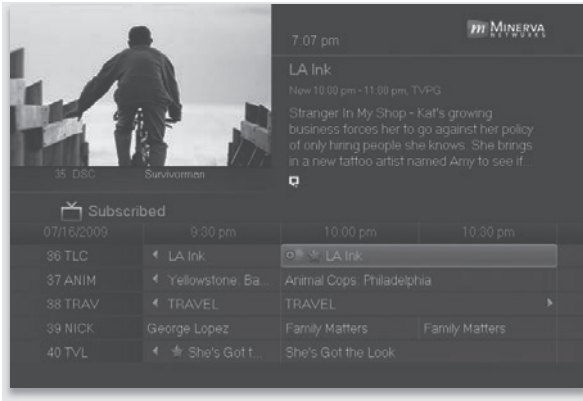 7:07 pm
m MINERVA
NETWORKS
LA Ink
New 10:00 pm - 11:00 pm, TVPG
Stranger In My Shop - Kat's growing
business forces her to go against her policy
of only hiring people she knows. She brings
in a new tattoo artist named Amy to see if...
35 DSC Survivorman
Subscribed
07/16/2009 9:30 pm 10:00 pm 10:30 pm
36 TLC LA Ink LA Ink
37 ANIM Yellowstone: Ba... Animal Cops: Philadelphia
38 TRAV TRAVEL TRAVEL
39 NICK George Lopez Family Matters Family Matters
40 TVL She's Got t... She's Got the Look